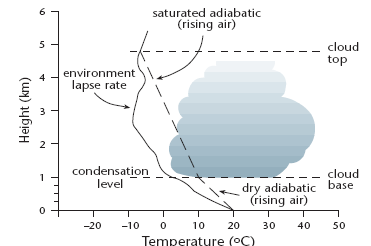 saturated adiabatic
(rising air)
cloud
top
environment
lapse rate
condensation
level
dry adiabatic
(rising air)
cloud
base
Height (km)
6
5
4
3
2
1
0
-20 -10 0 10 20 30 40 50
Temperature (ºC)